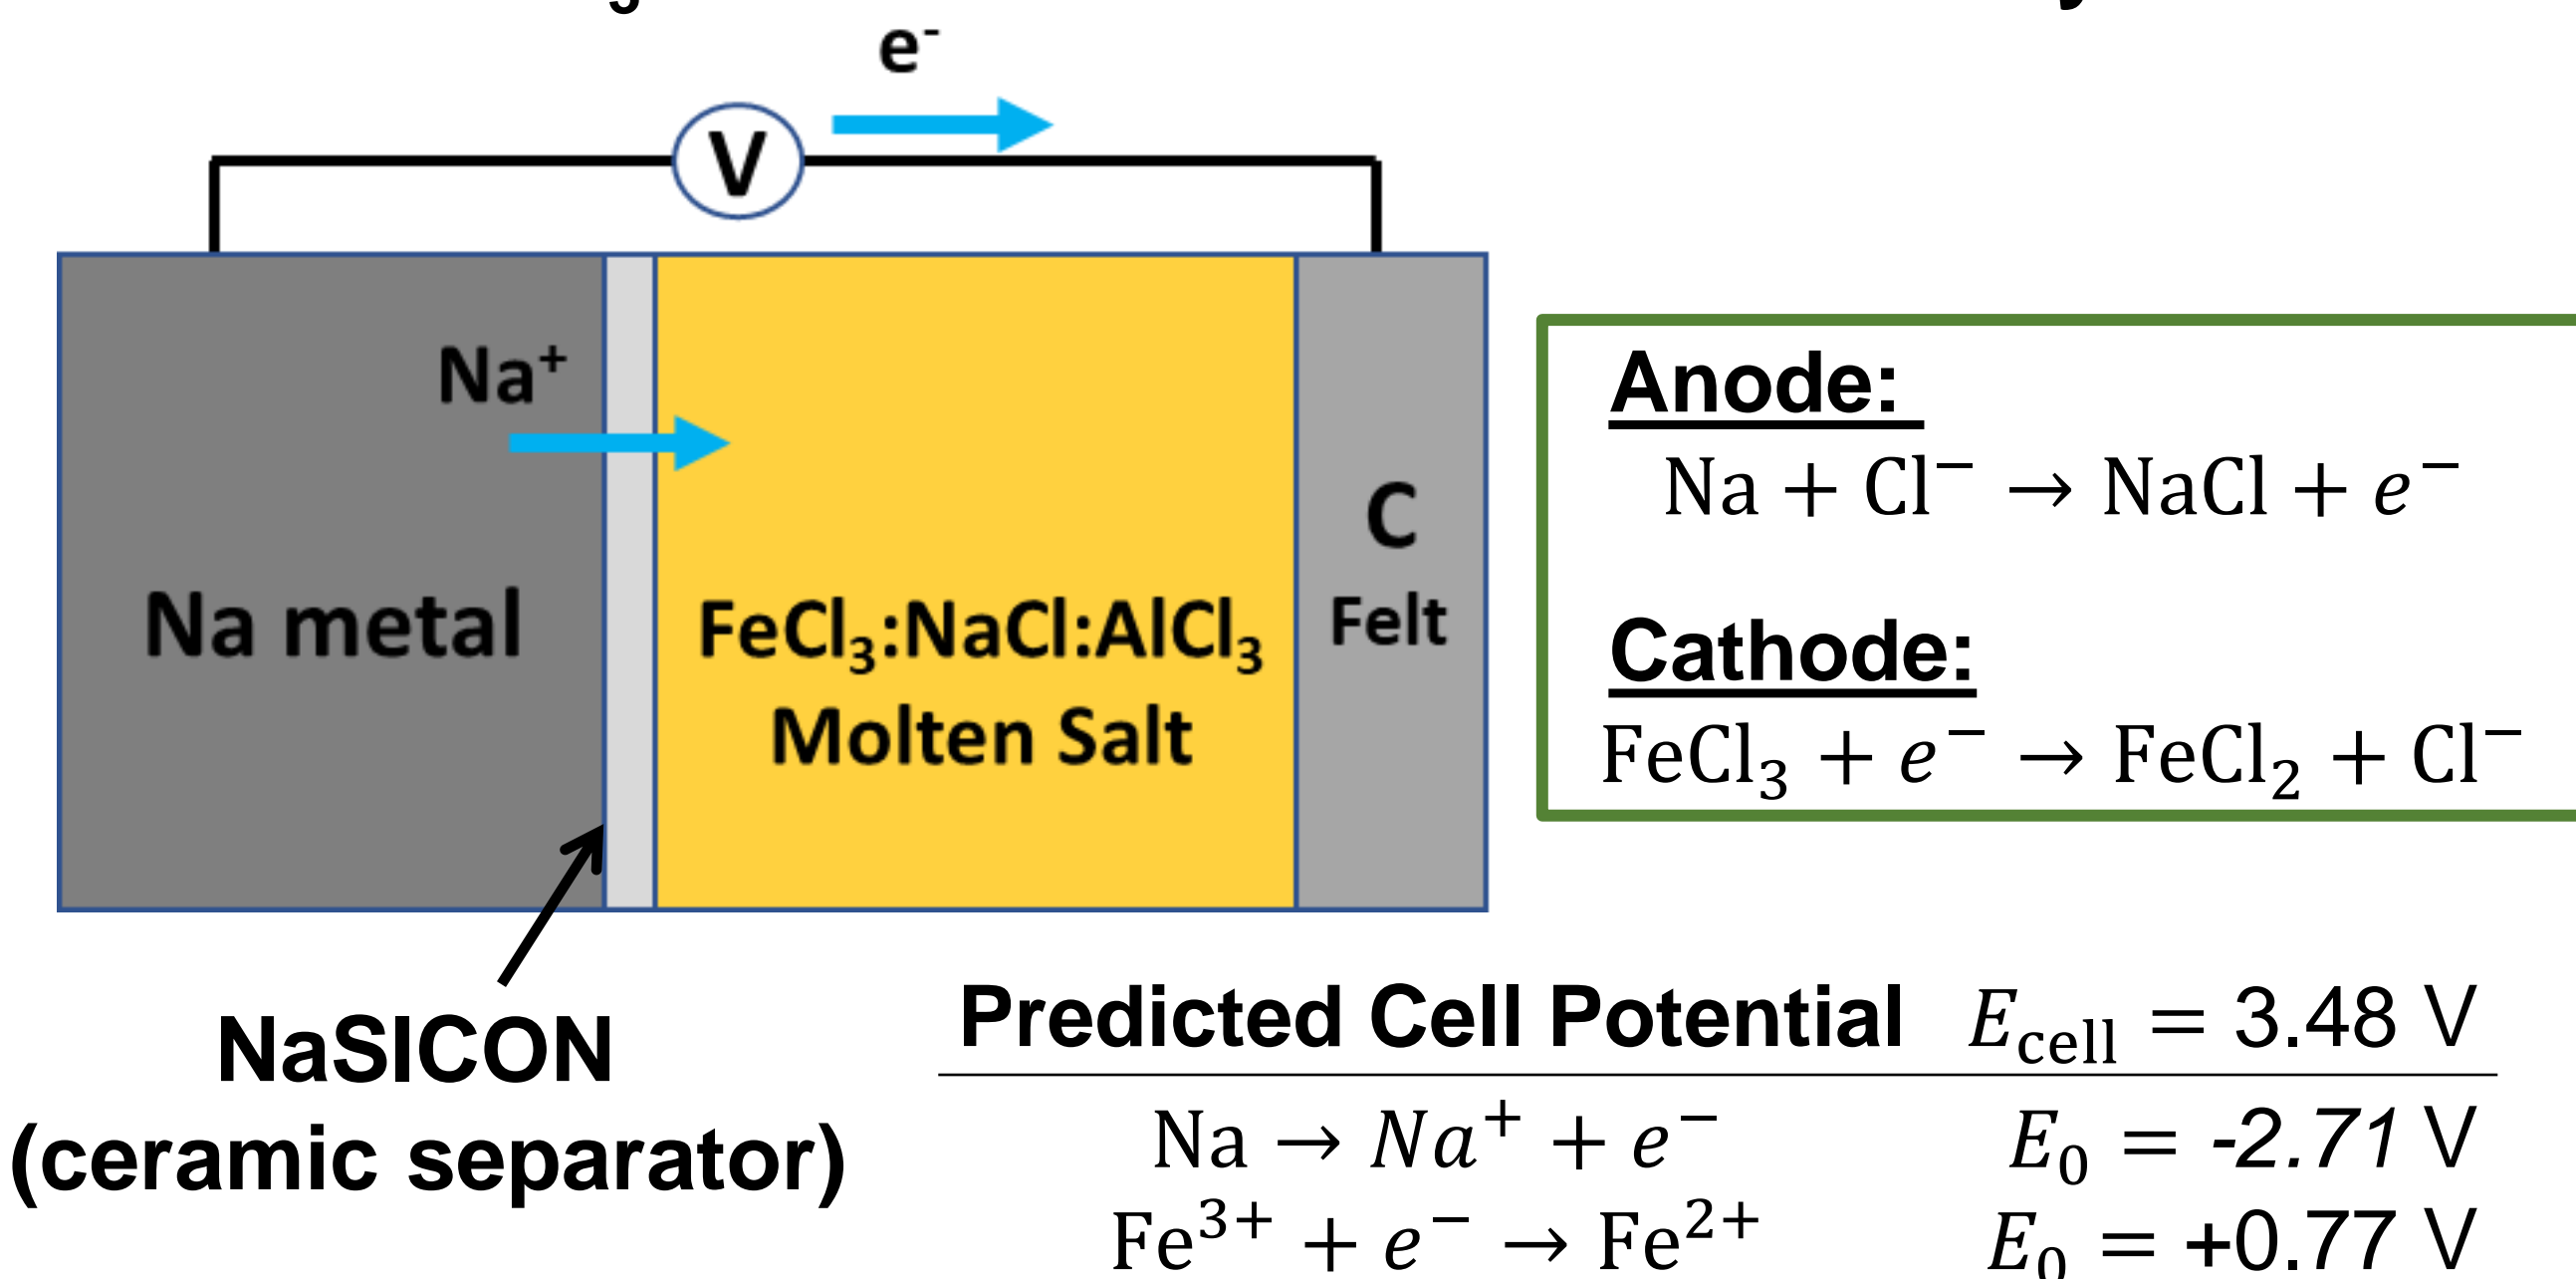 e⁻
V
Na⁺
Na metal
FeCl₃:NaCl:AlCl₃
Molten Salt
C
Felt
NaSICON
(ceramic separator)
Anode:
Na + Cl⁻ → NaCl + e⁻
Cathode:
FeCl₃ + e⁻ → FeCl₂ + Cl⁻
Predicted Cell Potential E_cell = 3.48 V
Na → Na⁺ + e⁻ E₀ = -2.71 V
Fe³⁺ + e⁻ → Fe²⁺ E₀ = +0.77 V